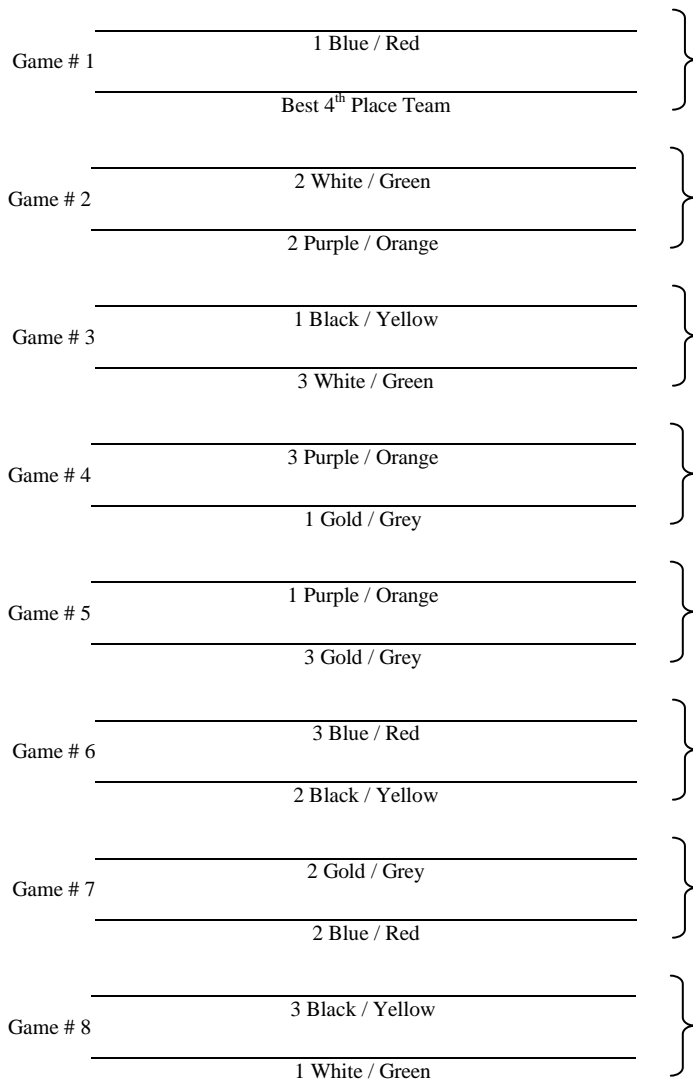 1 Blue / Red
Game # 1
Best 4th Place Team
2 White / Green
Game # 2
2 Purple / Orange
1 Black / Yellow
Game # 3
3 White / Green
3 Purple / Orange
Game # 4
1 Gold / Grey
1 Purple / Orange
Game # 5
3 Gold / Grey
3 Blue / Red
Game # 6
2 Black / Yellow
2 Gold / Grey
Game # 7
2 Blue / Red
3 Black / Yellow
Game # 8
1 White / Green